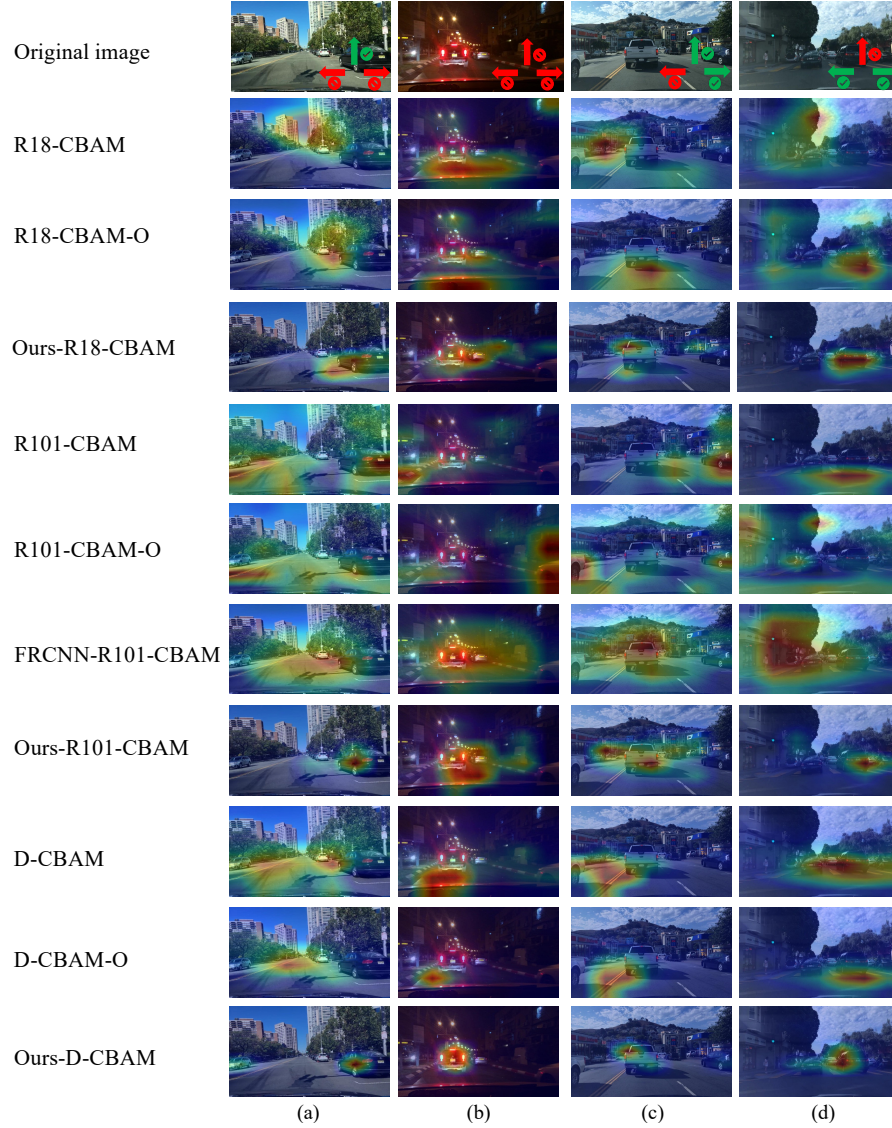 Original image
R18-CBAM
R18-CBAM-O
Ours-R18-CBAM
R101-CBAM
R101-CBAM-O
FRCNN-R101-CBAM
Ours-R101-CBAM
D-CBAM
D-CBAM-O
Ours-D-CBAM
(a) (b) (c) (d)